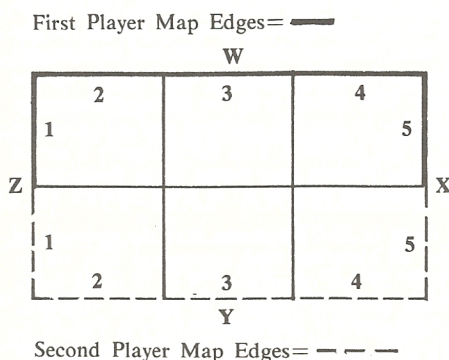 First Player Map Edges=
W
2 3 4
1 5
Z X
1 5
2 3 4
Y
Second Player Map Edges=